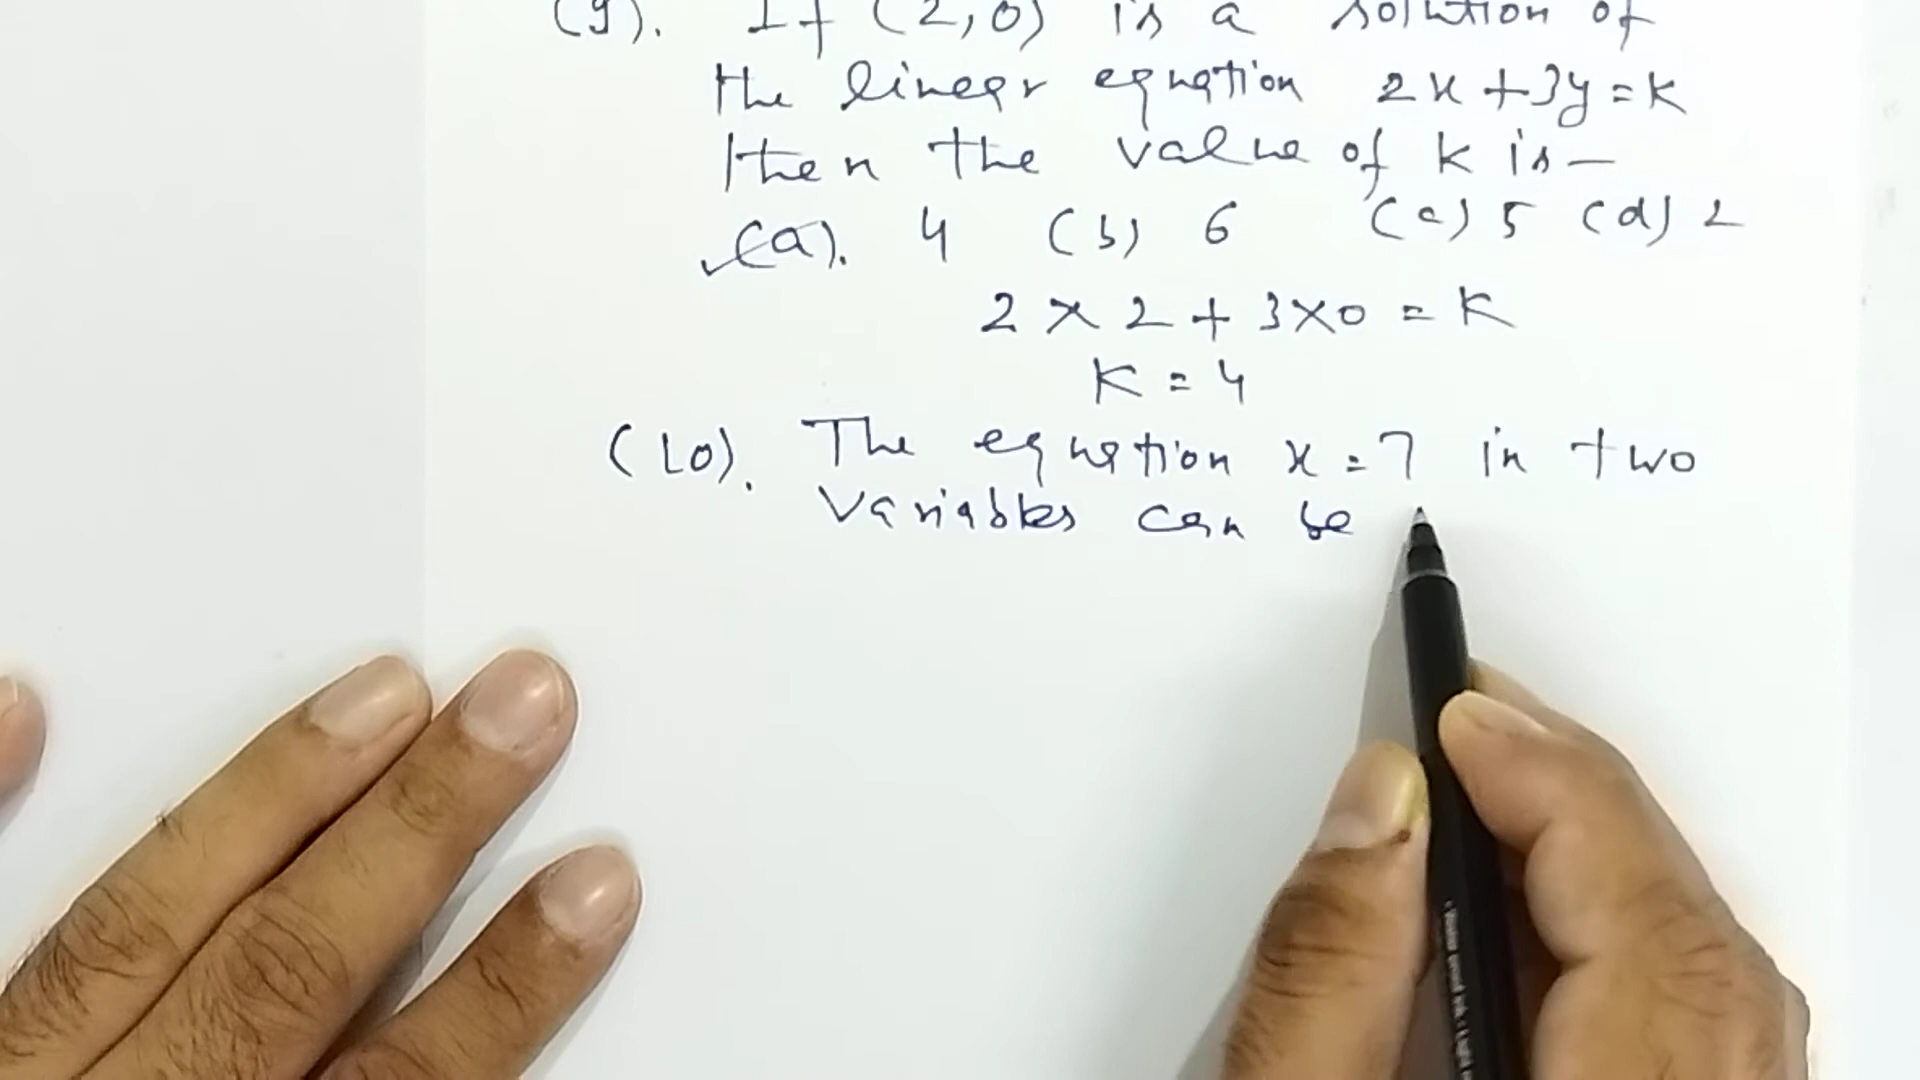 (9). If (2,0) is a solution of
the linear equation 2x+3y=k
then the value of k is—
(a). 4 (b) 6 (c) 5 (d) 2
2 × 2 + 3×0 = K
K = 4
(10). The equation x=7 in two
variables can be